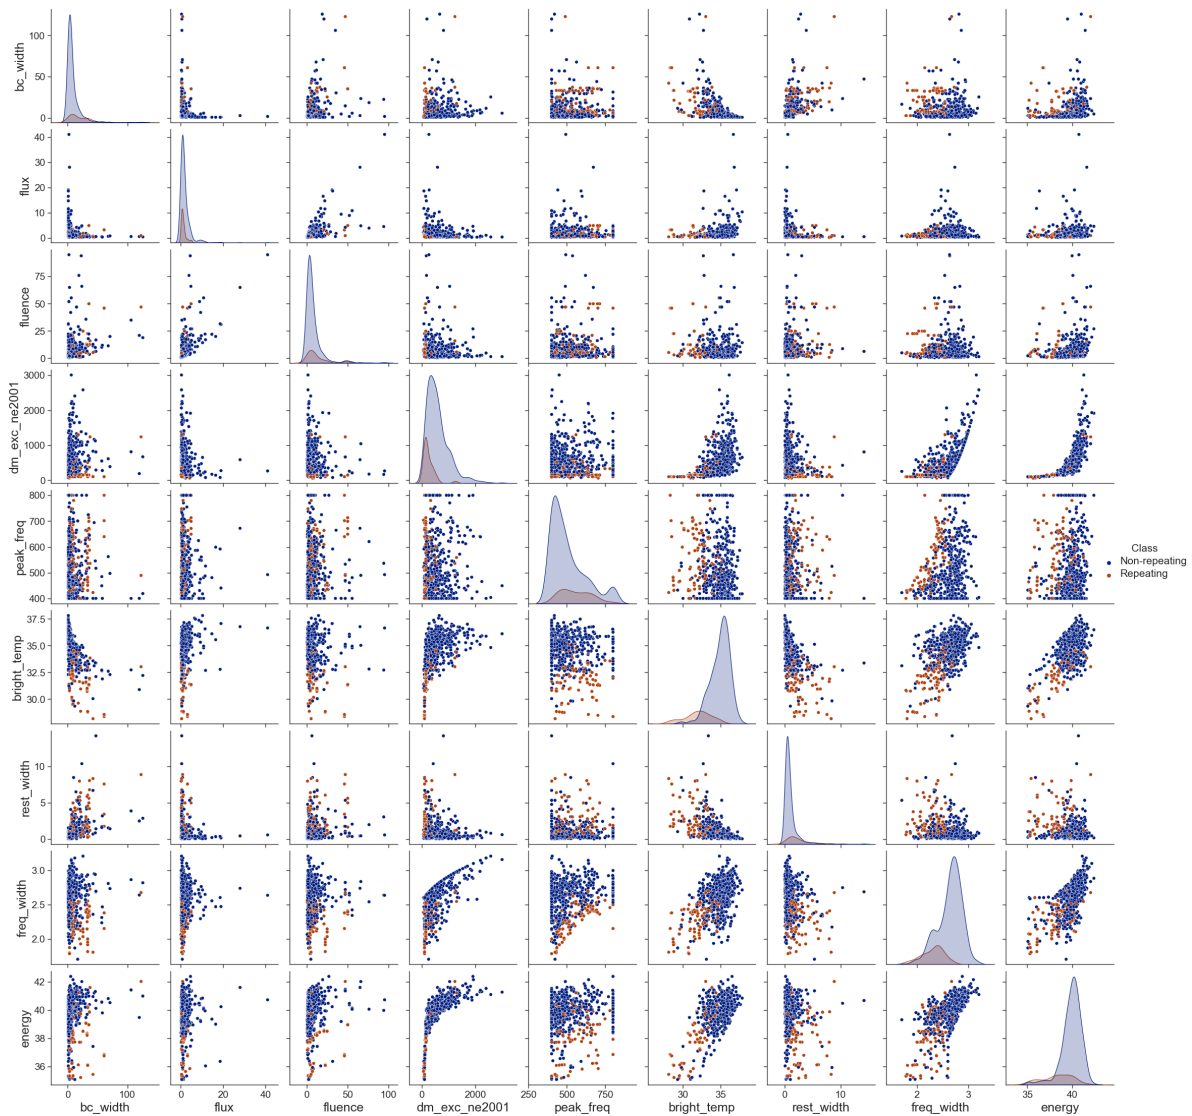 bc_width
100
50
0
flux
40
30
20
10
0
fluence
75
50
25
0
dm_exc_ne2001
3000
2000
1000
0
peak_freq
800
700
600
500
400
Class
Non-repeating
Repeating
bright_temp
37.5
35.0
32.5
30.0
rest_width
10
5
0
freq_width
3.0
2.5
2.0
energy
42
40
38
36
0 100
0 20 40
0 50 100
0 2000
250 500 750
30 35
0 10
2 3
35 40
bc_width flux fluence dm_exc_ne2001 peak_freq bright_temp rest_width freq_width energy